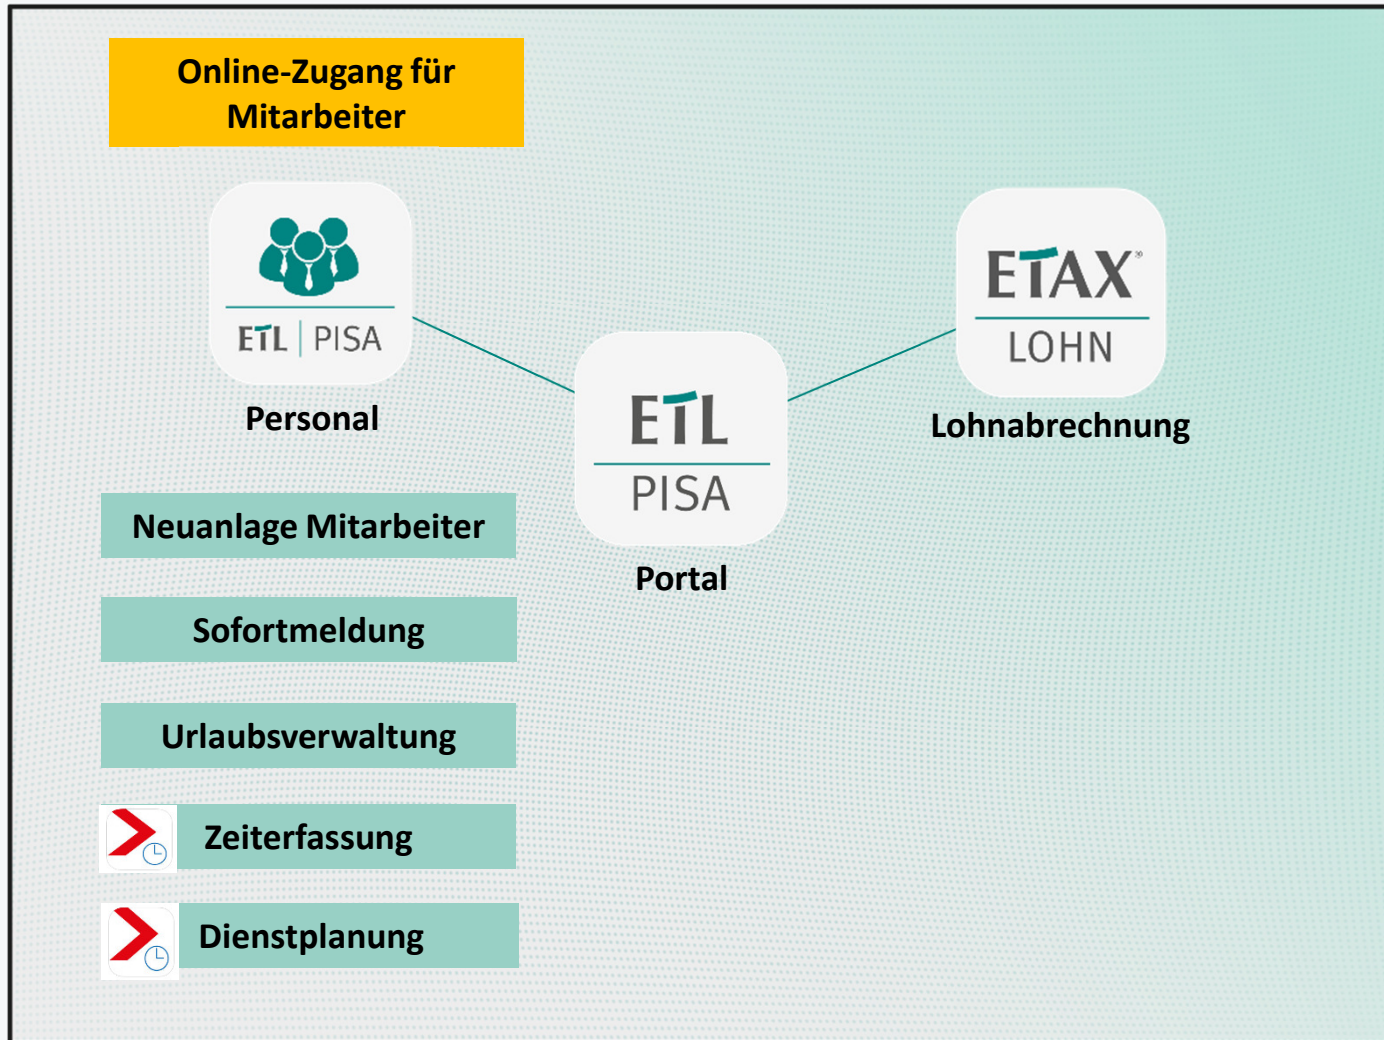 Online-Zugang für
Mitarbeiter
ETL | PISA
Personal
ETAX®
LOHN
Lohnabrechnung
ETL
PISA
Portal
Neuanlage Mitarbeiter
Sofortmeldung
Urlaubsverwaltung
Zeiterfassung
Dienstplanung